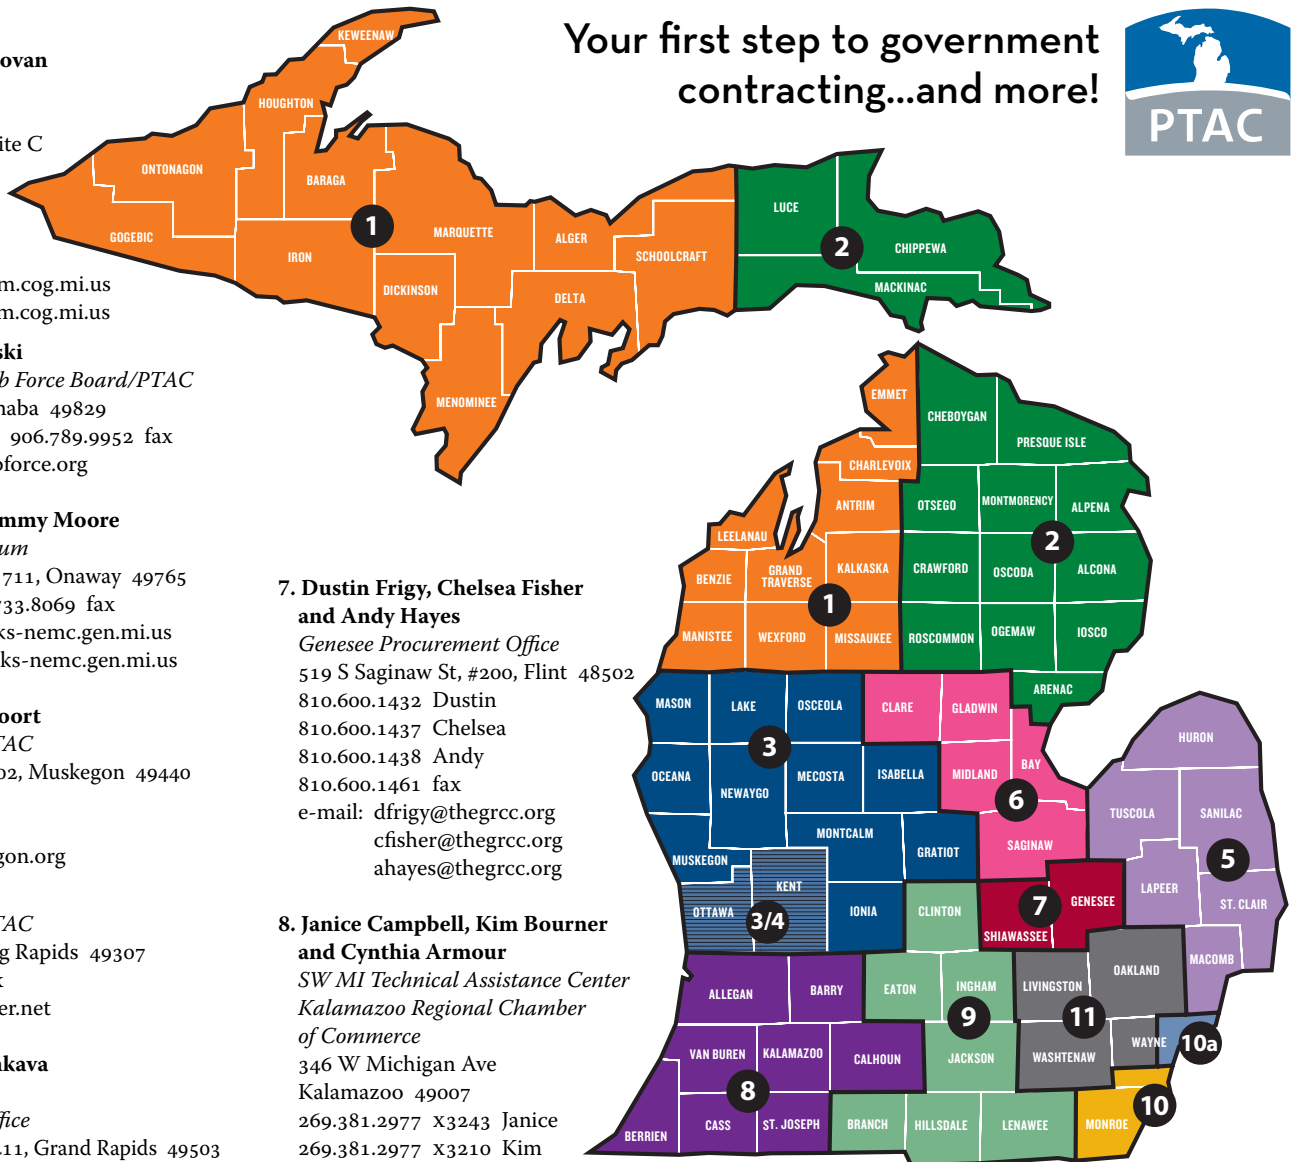 Your first step to government
contracting...and more!
PTAC
ovan
ite C
m.cog.mi.us
m.cog.mi.us
ski
b Force Board/PTAC
naba 49829
906.789.9952 fax
oforce.org
mmy Moore
um
711, Onaway 49765
733.8069 fax
ks-nemc.gen.mi.us
ks-nemc.gen.mi.us
oort
TAC
02, Muskegon 49440
gon.org
TAC
g Rapids 49307
x
er.net
nkava
ffice
211, Grand Rapids 49503
7. Dustin Frigy, Chelsea Fisher
and Andy Hayes
Genesee Procurement Office
519 S Saginaw St, #200, Flint 48502
810.600.1432 Dustin
810.600.1437 Chelsea
810.600.1438 Andy
810.600.1461 fax
e-mail: dfrigy@thegrcc.org
cfisher@thegrcc.org
ahayes@thegrcc.org
8. Janice Campbell, Kim Bourner
and Cynthia Armour
SW MI Technical Assistance Center
Kalamazoo Regional Chamber
of Commerce
346 W Michigan Ave
Kalamazoo 49007
269.381.2977 x3243 Janice
269.381.2977 x3210 Kim
KEWEENAW
HOUGHTON
ONTONAGON
BARAGA
GOGEBIC
1
IRON
MARQUETTE
ALGER
SCHOOLCRAFT
DICKINSON
DELTA
MENOMINEE
LUCE
2
CHIPPEWA
MACKINAC
EMMET
CHEBOYGAN
PRESQUE ISLE
CHARLEVOIX
ANTRIM
OTSEGO
MONTMORENCY
ALPENA
LEELANAU
2
BENZIE
GRAND
TRAVERSE
KALKASKA
CRAWFORD
OSCODA
ALCONA
1
MANISTEE
WEXFORD
MISSAUKEE
ROSCOMMON
OGEMAW
IOSCO
ARENAC
MASON
LAKE
OSCEOLA
CLARE
GLADWIN
3
HURON
OCEANA
NEWAYGO
MECOSTA
ISABELLA
MIDLAND
BAY
6
TUSCOLA
SANILAC
MUSKEGON
MONTCALM
GRATIOT
SAGINAW
5
KENT
OTTAWA
3/4
IONIA
CLINTON
7
SHIAWASSEE
GENESEE
LAPEER
ST. CLAIR
ALLEGAN
BARRY
EATON
INGHAM
LIVINGSTON
OAKLAND
MACOMB
9
11
VAN BUREN
KALAMAZOO
CALHOUN
JACKSON
WASHTENAW
WAYNE
10a
8
BERRIEN
CASS
ST. JOSEPH
BRANCH
HILLSDALE
LENAWEE
MONROE
10